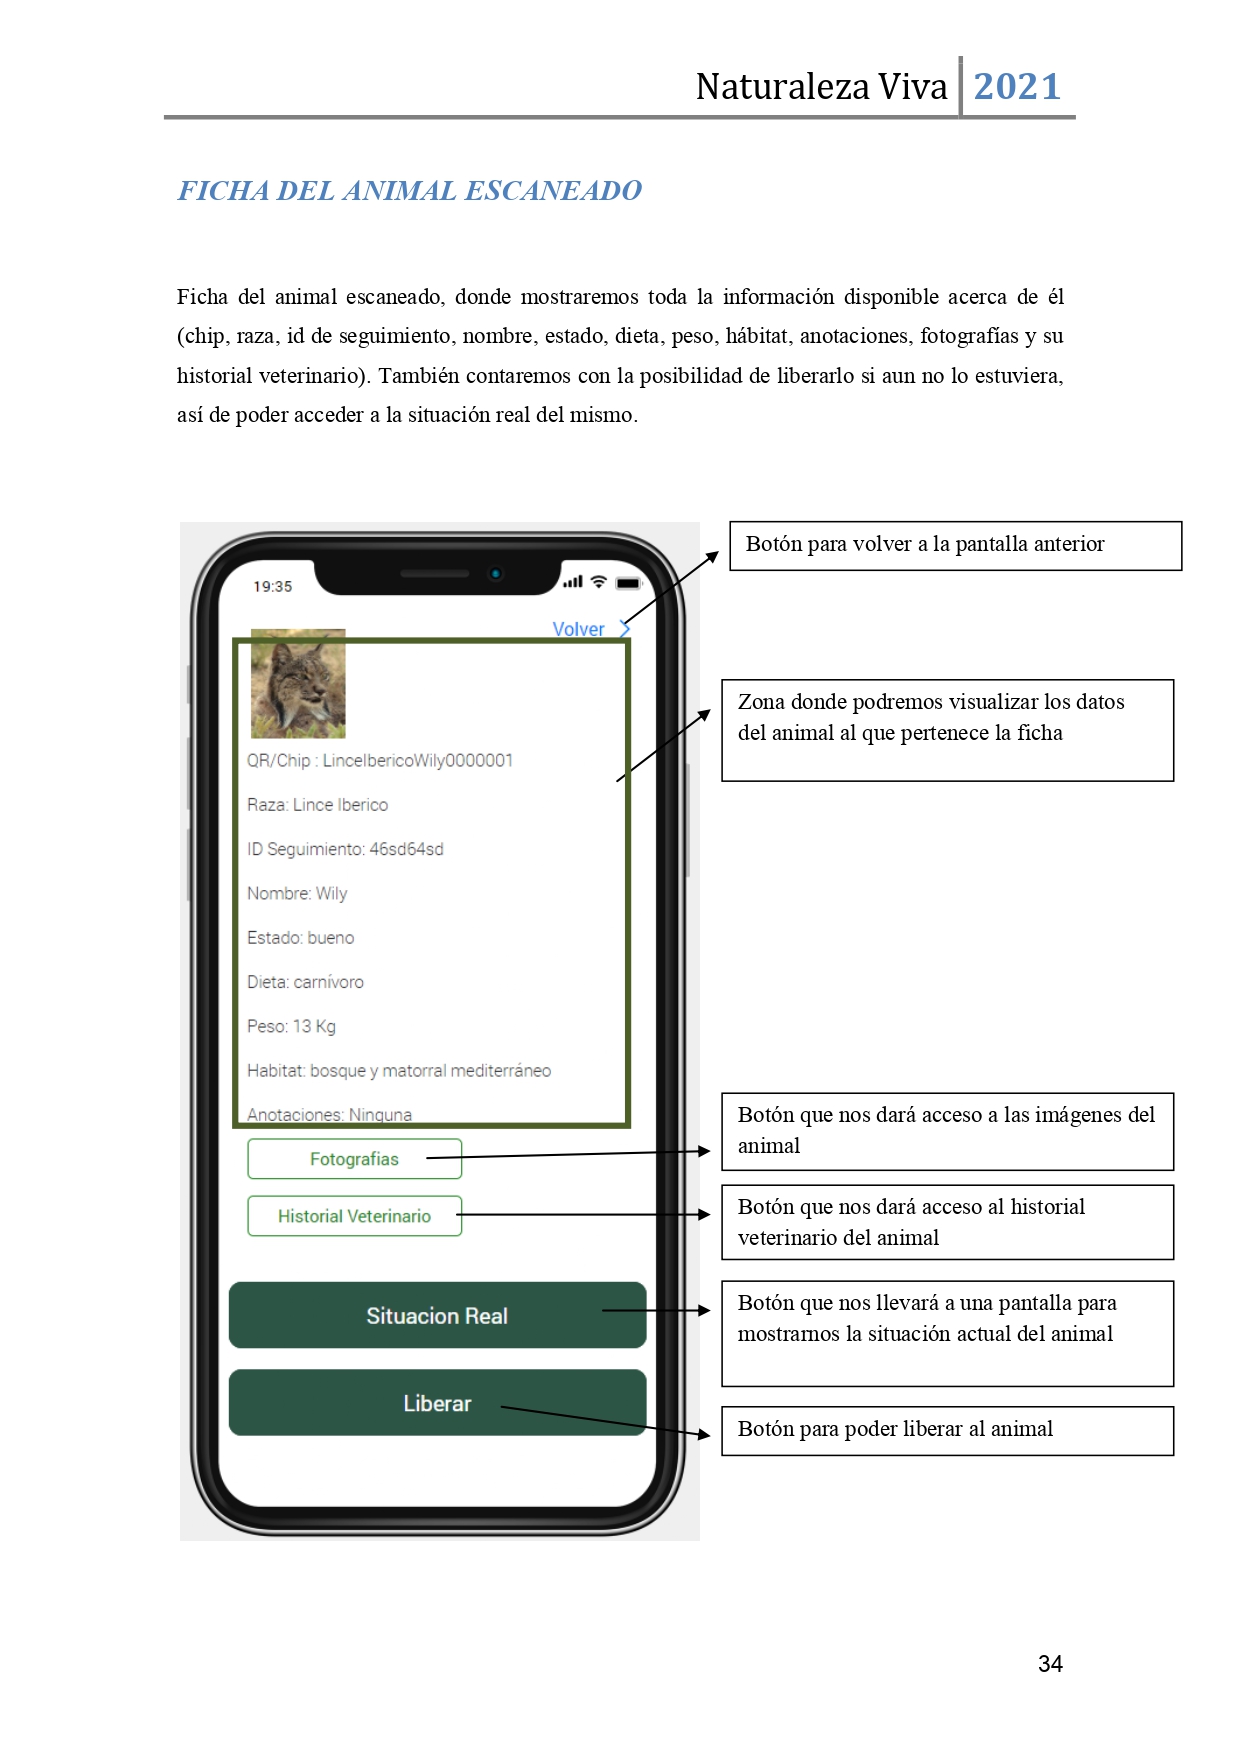 Naturaleza Viva 2021
FICHA DEL ANIMAL ESCANEADO
Ficha del animal escaneado, donde mostraremos toda la información disponible acerca de él
(chip, raza, id de seguimiento, nombre, estado, dieta, peso, hábitat, anotaciones, fotografías y su
historial veterinario). También contaremos con la posibilidad de liberarlo si aun no lo estuviera,
así de poder acceder a la situación real del mismo.
Botón para volver a la pantalla anterior
19:35
Volver
Zona donde podremos visualizar los datos
del animal al que pertenece la ficha
QR/Chip : LinceIbericoWily0000001
Raza: Lince Iberico
ID Seguimiento: 46sd64sd
Nombre: Wily
Estado: bueno
Dieta: carnívoro
Peso: 13 Kg
Habitat: bosque y matorral mediterráneo
Anotaciones: Ninguna
Botón que nos dará acceso a las imágenes del
animal
Fotografias
Botón que nos dará acceso al historial
veterinario del animal
Historial Veterinario
Botón que nos llevará a una pantalla para
mostrarnos la situación actual del animal
Situacion Real
Liberar
Botón para poder liberar al animal
34